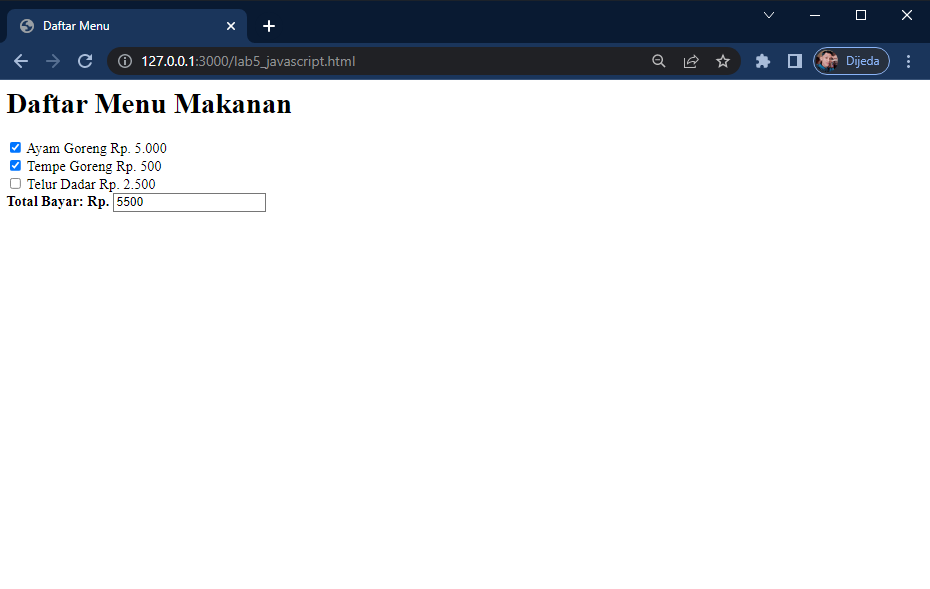 Daftar Menu
127.0.0.1:3000/lab5_javascript.html
Dijeda
Daftar Menu Makanan
Ayam Goreng Rp. 5.000
Tempe Goreng Rp. 500
Telur Dadar Rp. 2.500
Total Bayar: Rp. 5500